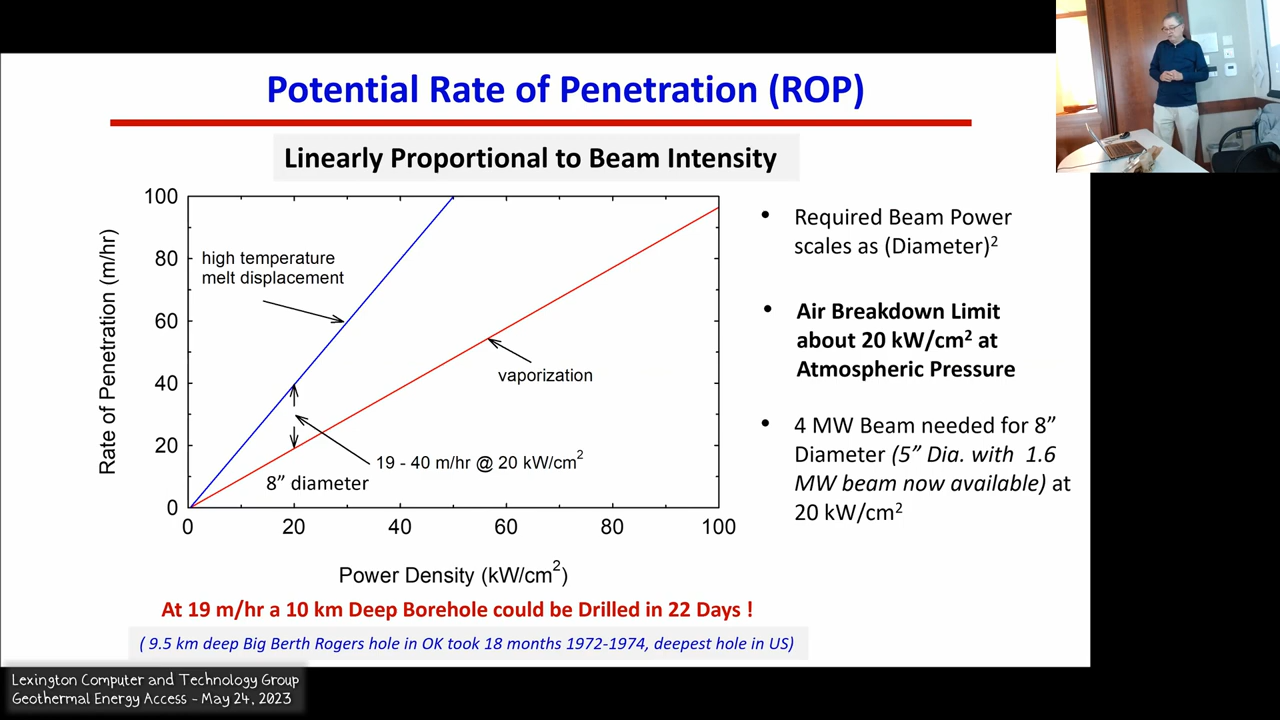 Potential Rate of Penetration (ROP)
Linearly Proportional to Beam Intensity
Rate of Penetration (m/hr)
100
80
60
40
20
0
high temperature
melt displacement
vaporization
19 - 40 m/hr @ 20 kW/cm²
8” diameter
0 20 40 60 80 100
Power Density (kW/cm²)
• Required Beam Power
scales as (Diameter)²
• Air Breakdown Limit
about 20 kW/cm² at
Atmospheric Pressure
• 4 MW Beam needed for 8”
Diameter (5” Dia. with 1.6
MW beam now available) at
20 kW/cm²
At 19 m/hr a 10 km Deep Borehole could be Drilled in 22 Days !
( 9.5 km deep Big Berth Rogers hole in OK took 18 months 1972-1974, deepest hole in US)
Lexington Computer and Technology Group
Geothermal Energy Access - May 24, 2023